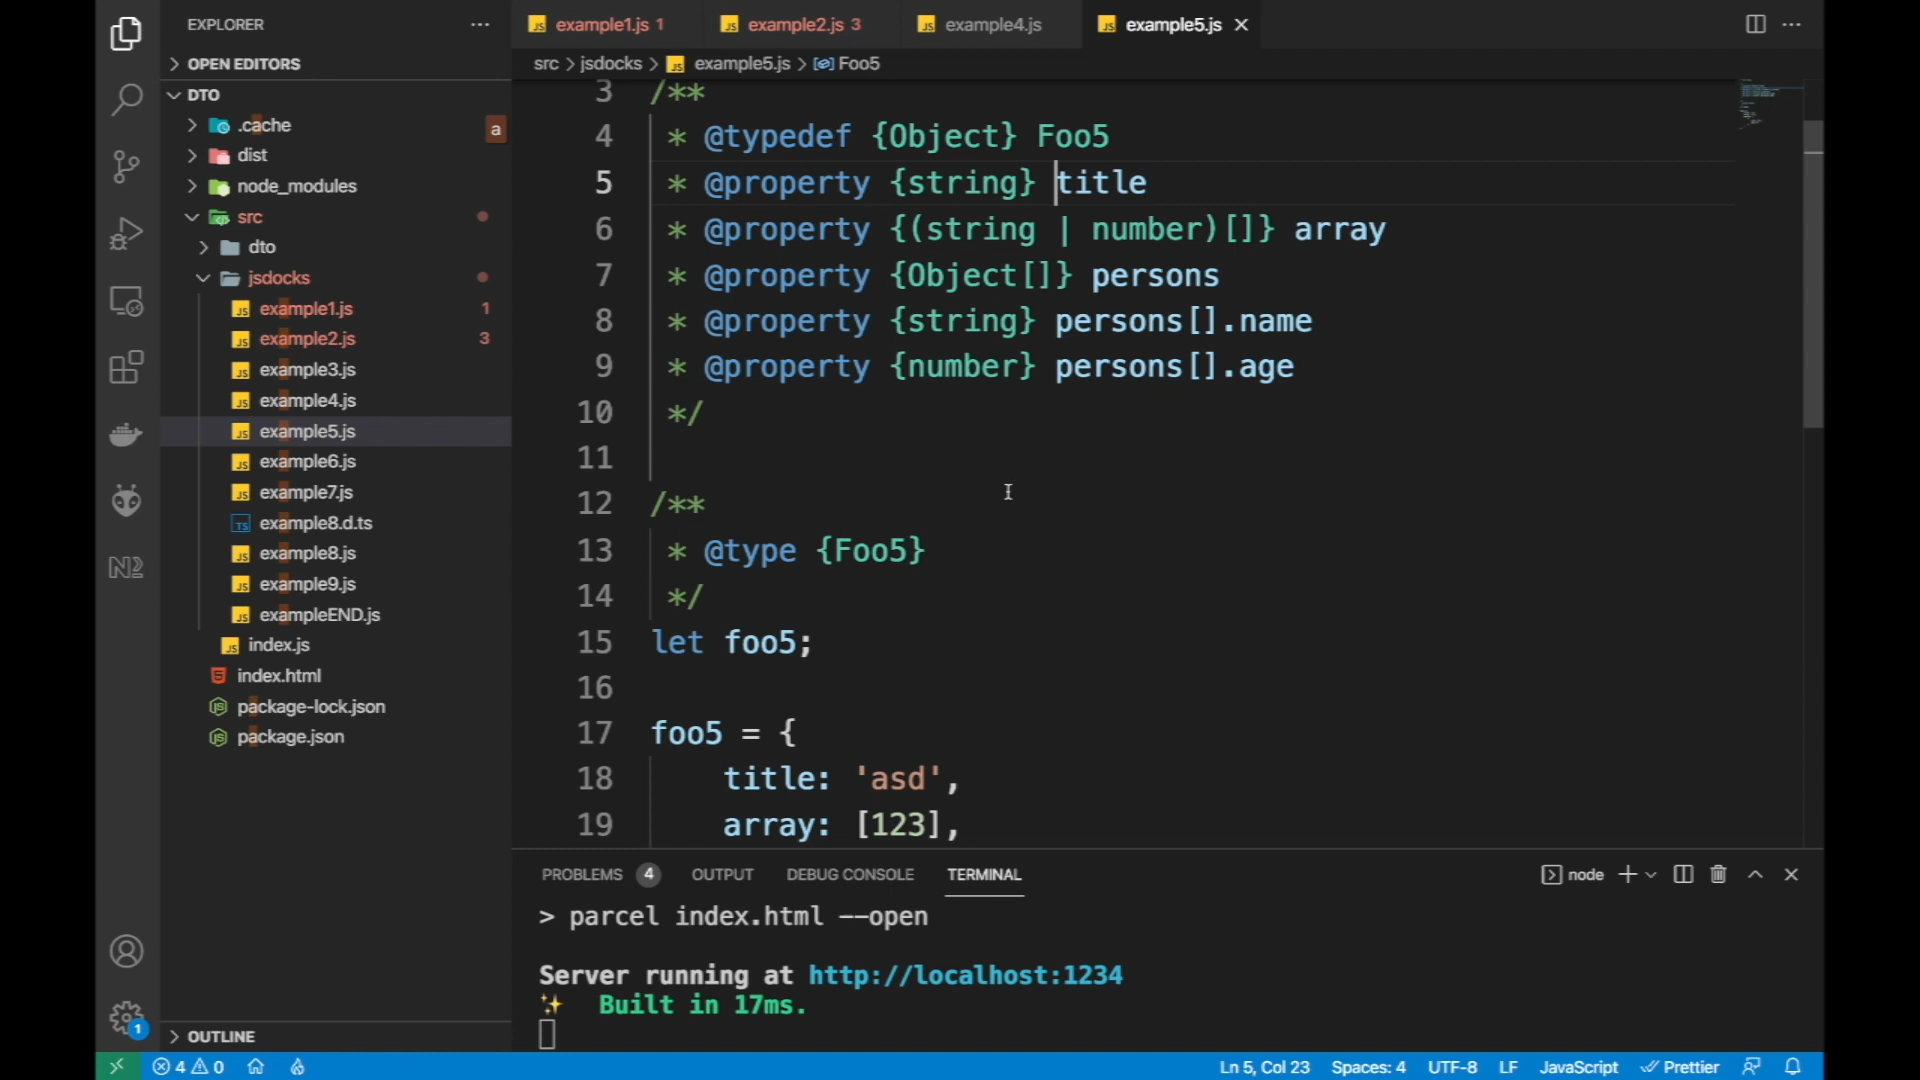 EXPLORER
OPEN EDITORS
DTO
.cache
a
dist
node_modules
src
dto
jsdocks
example1.js 1
example2.js 3
example3.js
example4.js
example5.js
example6.js
example7.js
example8.d.ts
example8.js
example9.js
exampleEND.js
index.js
index.html
package-lock.json
package.json
OUTLINE
example1.js 1 example2.js 3 example4.js example5.js
src > jsdocks > example5.js > Foo5
3 /**
4 * @typedef {Object} Foo5
5 * @property {string} title
6 * @property {(string | number)[]} array
7 * @property {Object[]} persons
8 * @property {string} persons[].name
9 * @property {number} persons[].age
10 */
11
12 /**
13 * @type {Foo5}
14 */
15 let foo5;
16
17 foo5 = {
18 title: 'asd',
19 array: [123],
PROBLEMS 4 OUTPUT DEBUG CONSOLE TERMINAL node
> parcel index.html --open
Server running at http://localhost:1234
✨ Built in 17ms.
1
4 0 Ln 5, Col 23 Spaces: 4 UTF-8 LF JavaScript Prettier